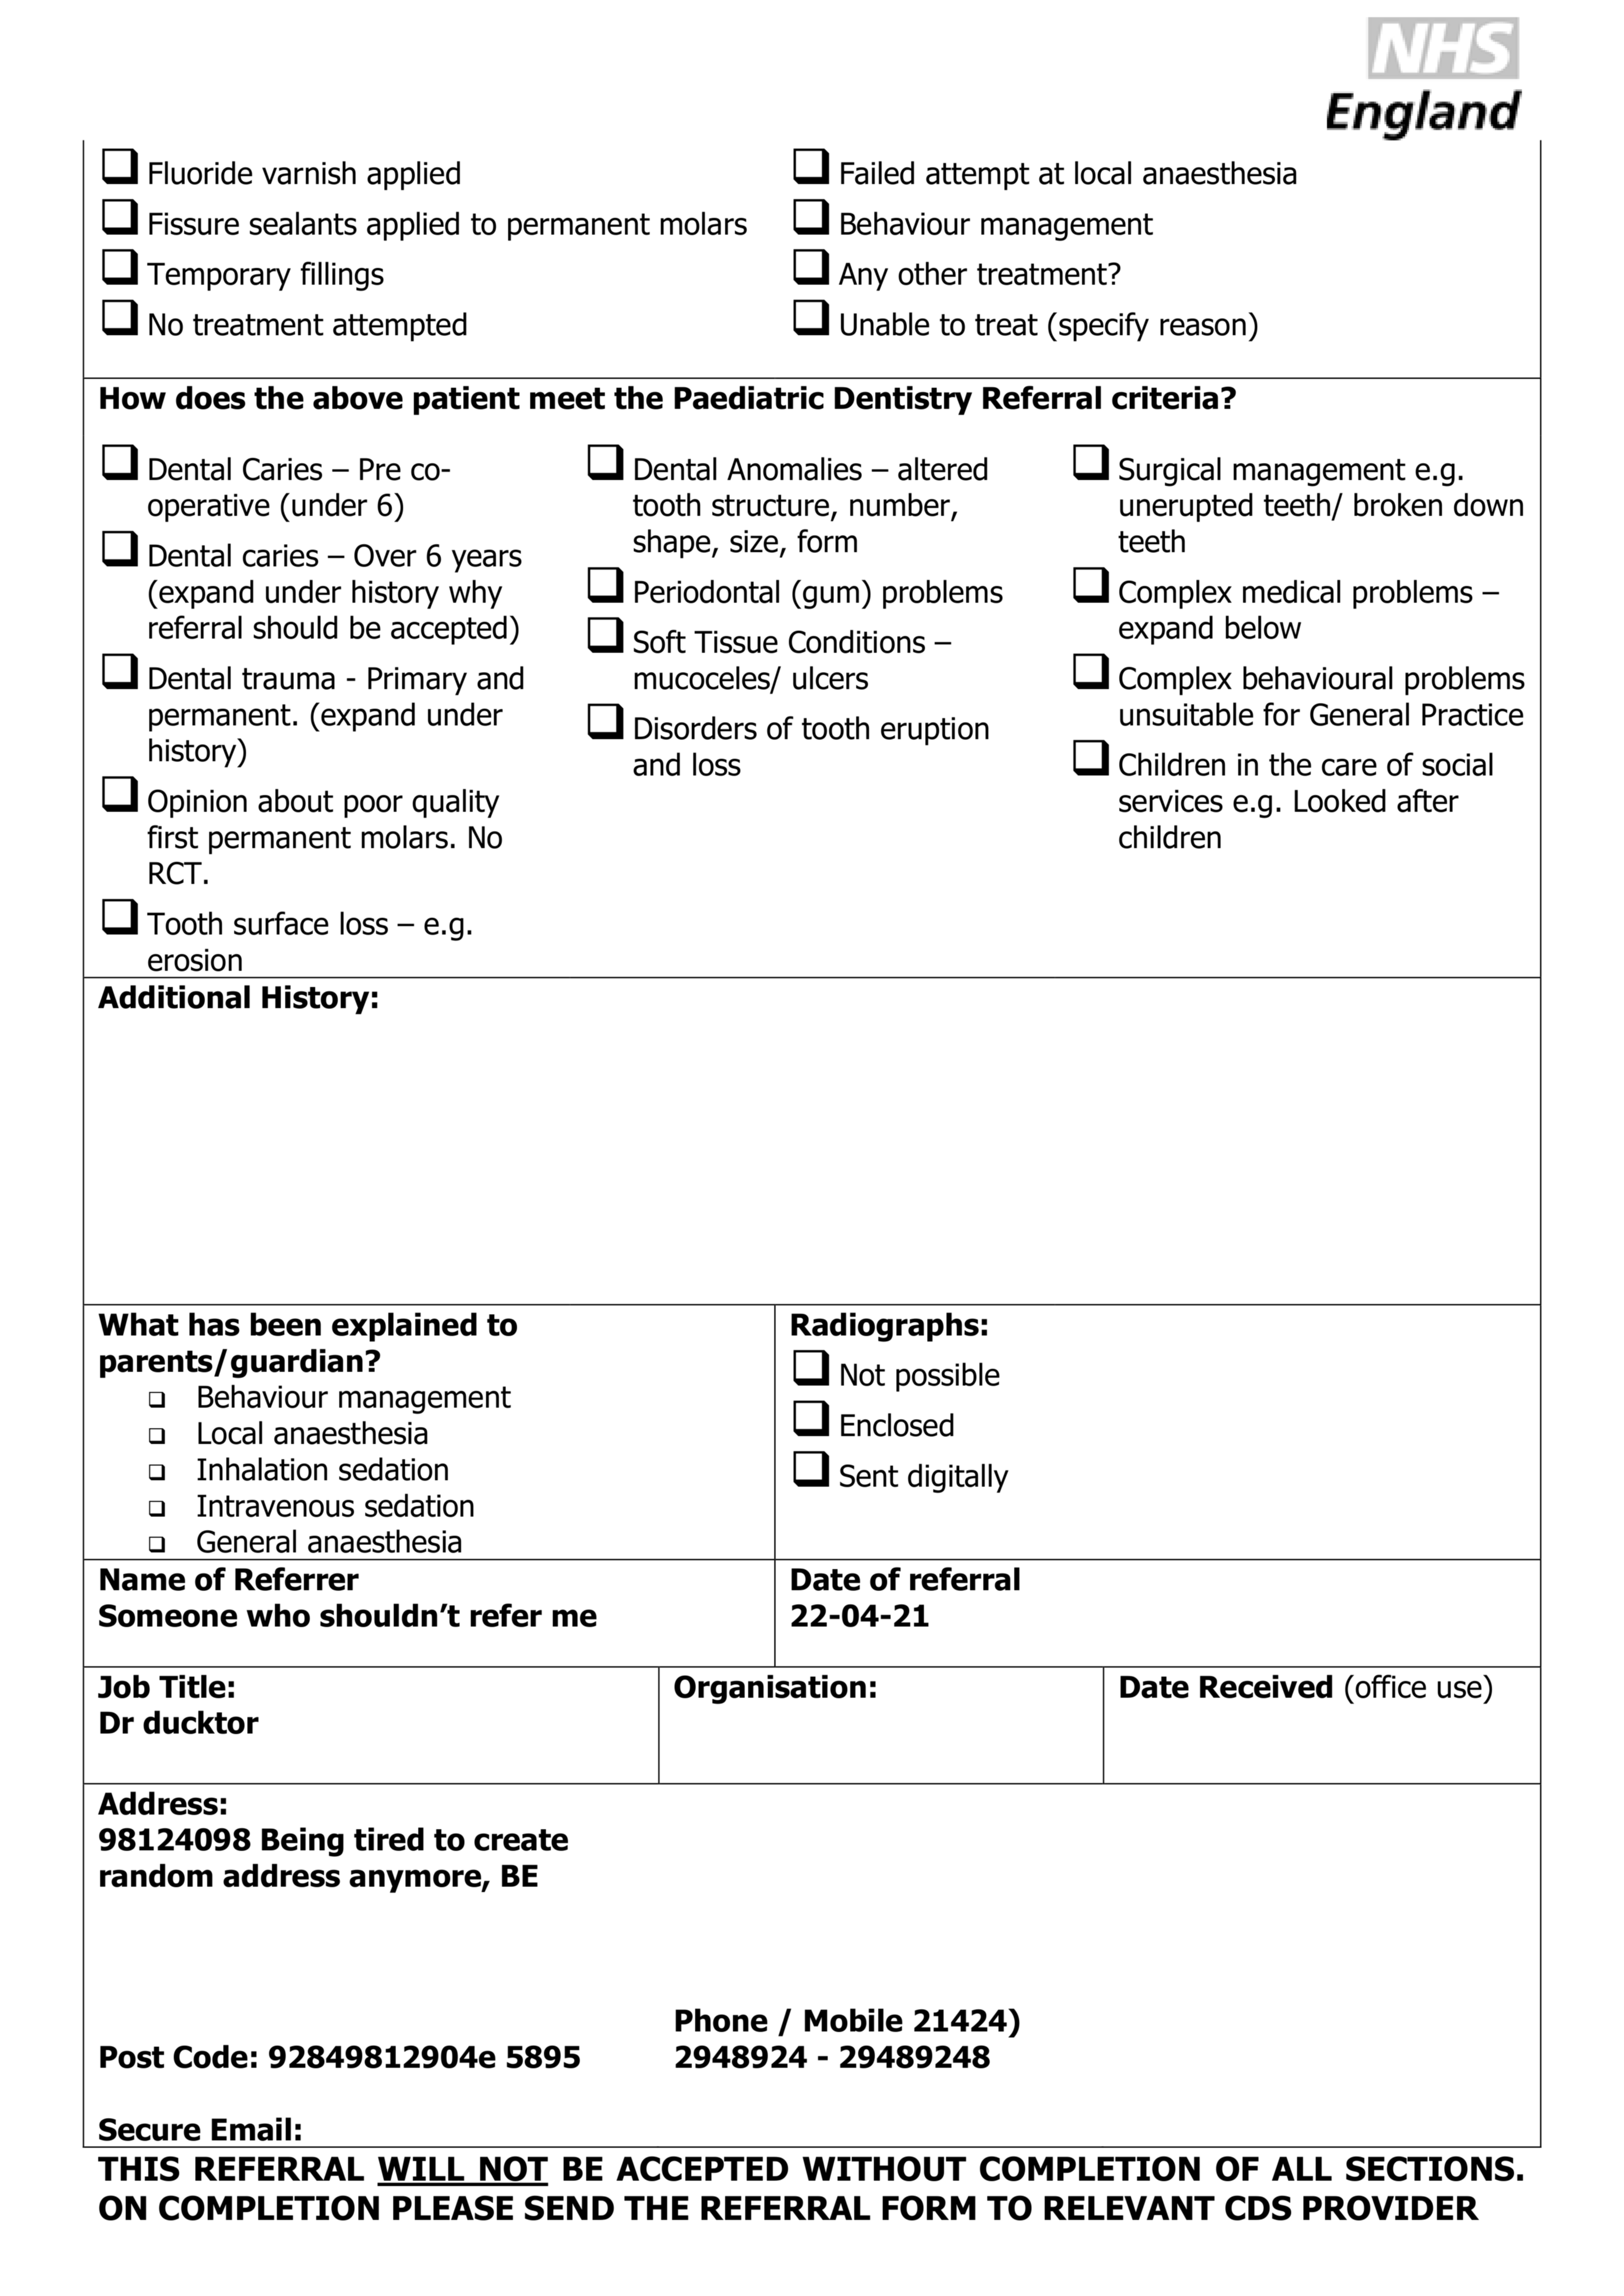 NHS
England
Fluoride varnish applied
Fissure sealants applied to permanent molars
Temporary fillings
No treatment attempted
Failed attempt at local anaesthesia
Behaviour management
Any other treatment?
Unable to treat (specify reason)
How does the above patient meet the Paediatric Dentistry Referral criteria?
Dental Caries – Pre co-
operative (under 6)
Dental caries – Over 6 years
(expand under history why
referral should be accepted)
Dental trauma - Primary and
permanent. (expand under
history)
Opinion about poor quality
first permanent molars. No
RCT.
Tooth surface loss – e.g.
erosion
Dental Anomalies – altered
tooth structure, number,
shape, size, form
Periodontal (gum) problems
Soft Tissue Conditions –
mucoceles/ ulcers
Disorders of tooth eruption
and loss
Surgical management e.g.
unerupted teeth/ broken down
teeth
Complex medical problems –
expand below
Complex behavioural problems
unsuitable for General Practice
Children in the care of social
services e.g. Looked after
children
Additional History:
What has been explained to
parents/guardian?
Behaviour management
Local anaesthesia
Inhalation sedation
Intravenous sedation
General anaesthesia
Radiographs:
Not possible
Enclosed
Sent digitally
Name of Referrer
Someone who shouldn’t refer me
Date of referral
22-04-21
Job Title:
Dr ducktor
Organisation:
Date Received (office use)
Address:
98124098 Being tired to create
random address anymore, BE
Post Code: 92849812904e 5895
Phone / Mobile 21424)
2948924 - 29489248
Secure Email:
THIS REFERRAL WILL NOT BE ACCEPTED WITHOUT COMPLETION OF ALL SECTIONS.
ON COMPLETION PLEASE SEND THE REFERRAL FORM TO RELEVANT CDS PROVIDER